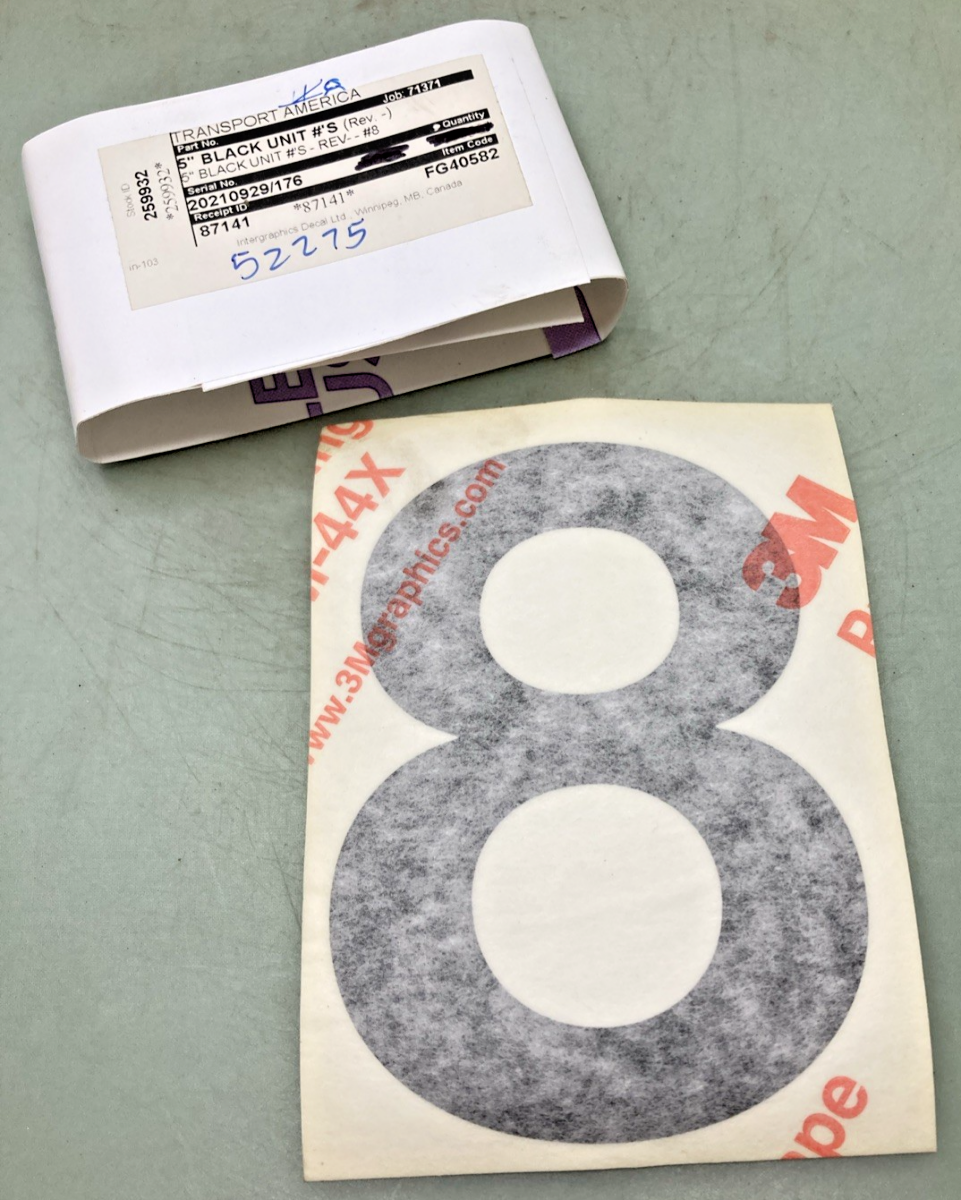 #8
TRANSPORT AMERICA Job: 71371
Part No.
5" BLACK UNIT #'S (Rev. -)
5" BLACK UNIT #'S - REV- - #8 Quantity
Serial No. Item Code
20210929/176 FG40582
Receipt ID
87141 *87141*
Intergraphics Decal Ltd., Winnipeg, MB, Canada
Stock ID
259932
*259932*
in-103
52275
-44X
www.3Mgraphics.com
3M
8